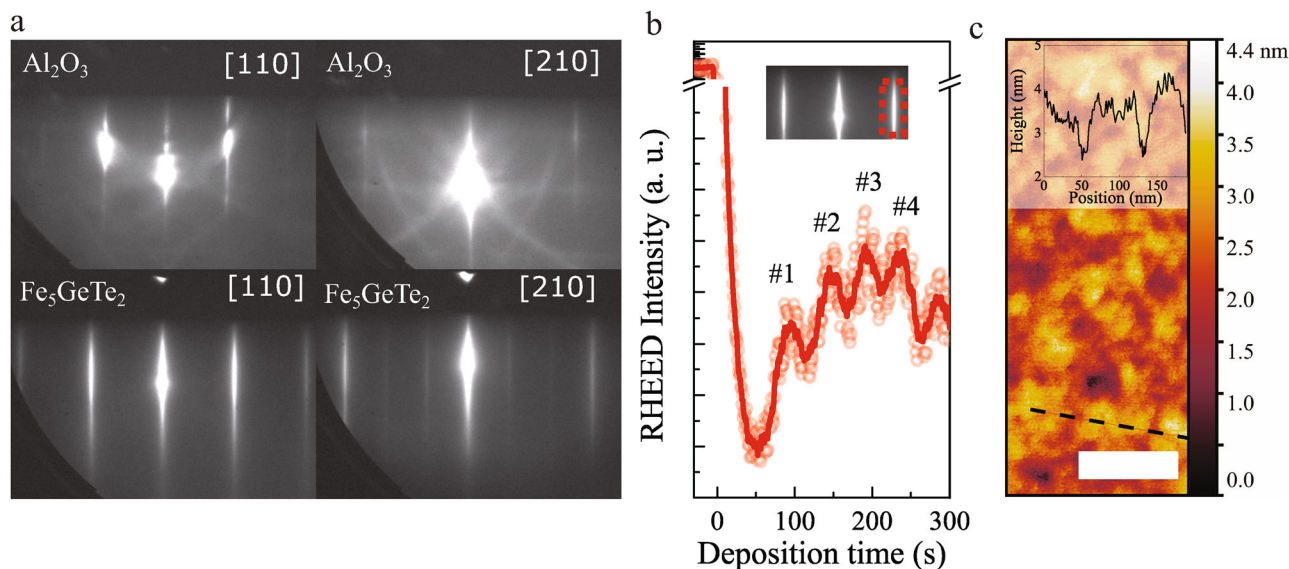 a
Al₂O₃ [110]
Al₂O₃ [210]
Fe₅GeTe₂ [110]
Fe₅GeTe₂ [210]
b
RHEED Intensity (a. u.)
#1
#2
#3
#4
0 100 200 300
Deposition time (s)
c
Height (nm)
5
4
3
2
0 50 100 150
Position (nm)
4.4 nm
4.0
3.5
3.0
2.5
2.0
1.5
1.0
0.0